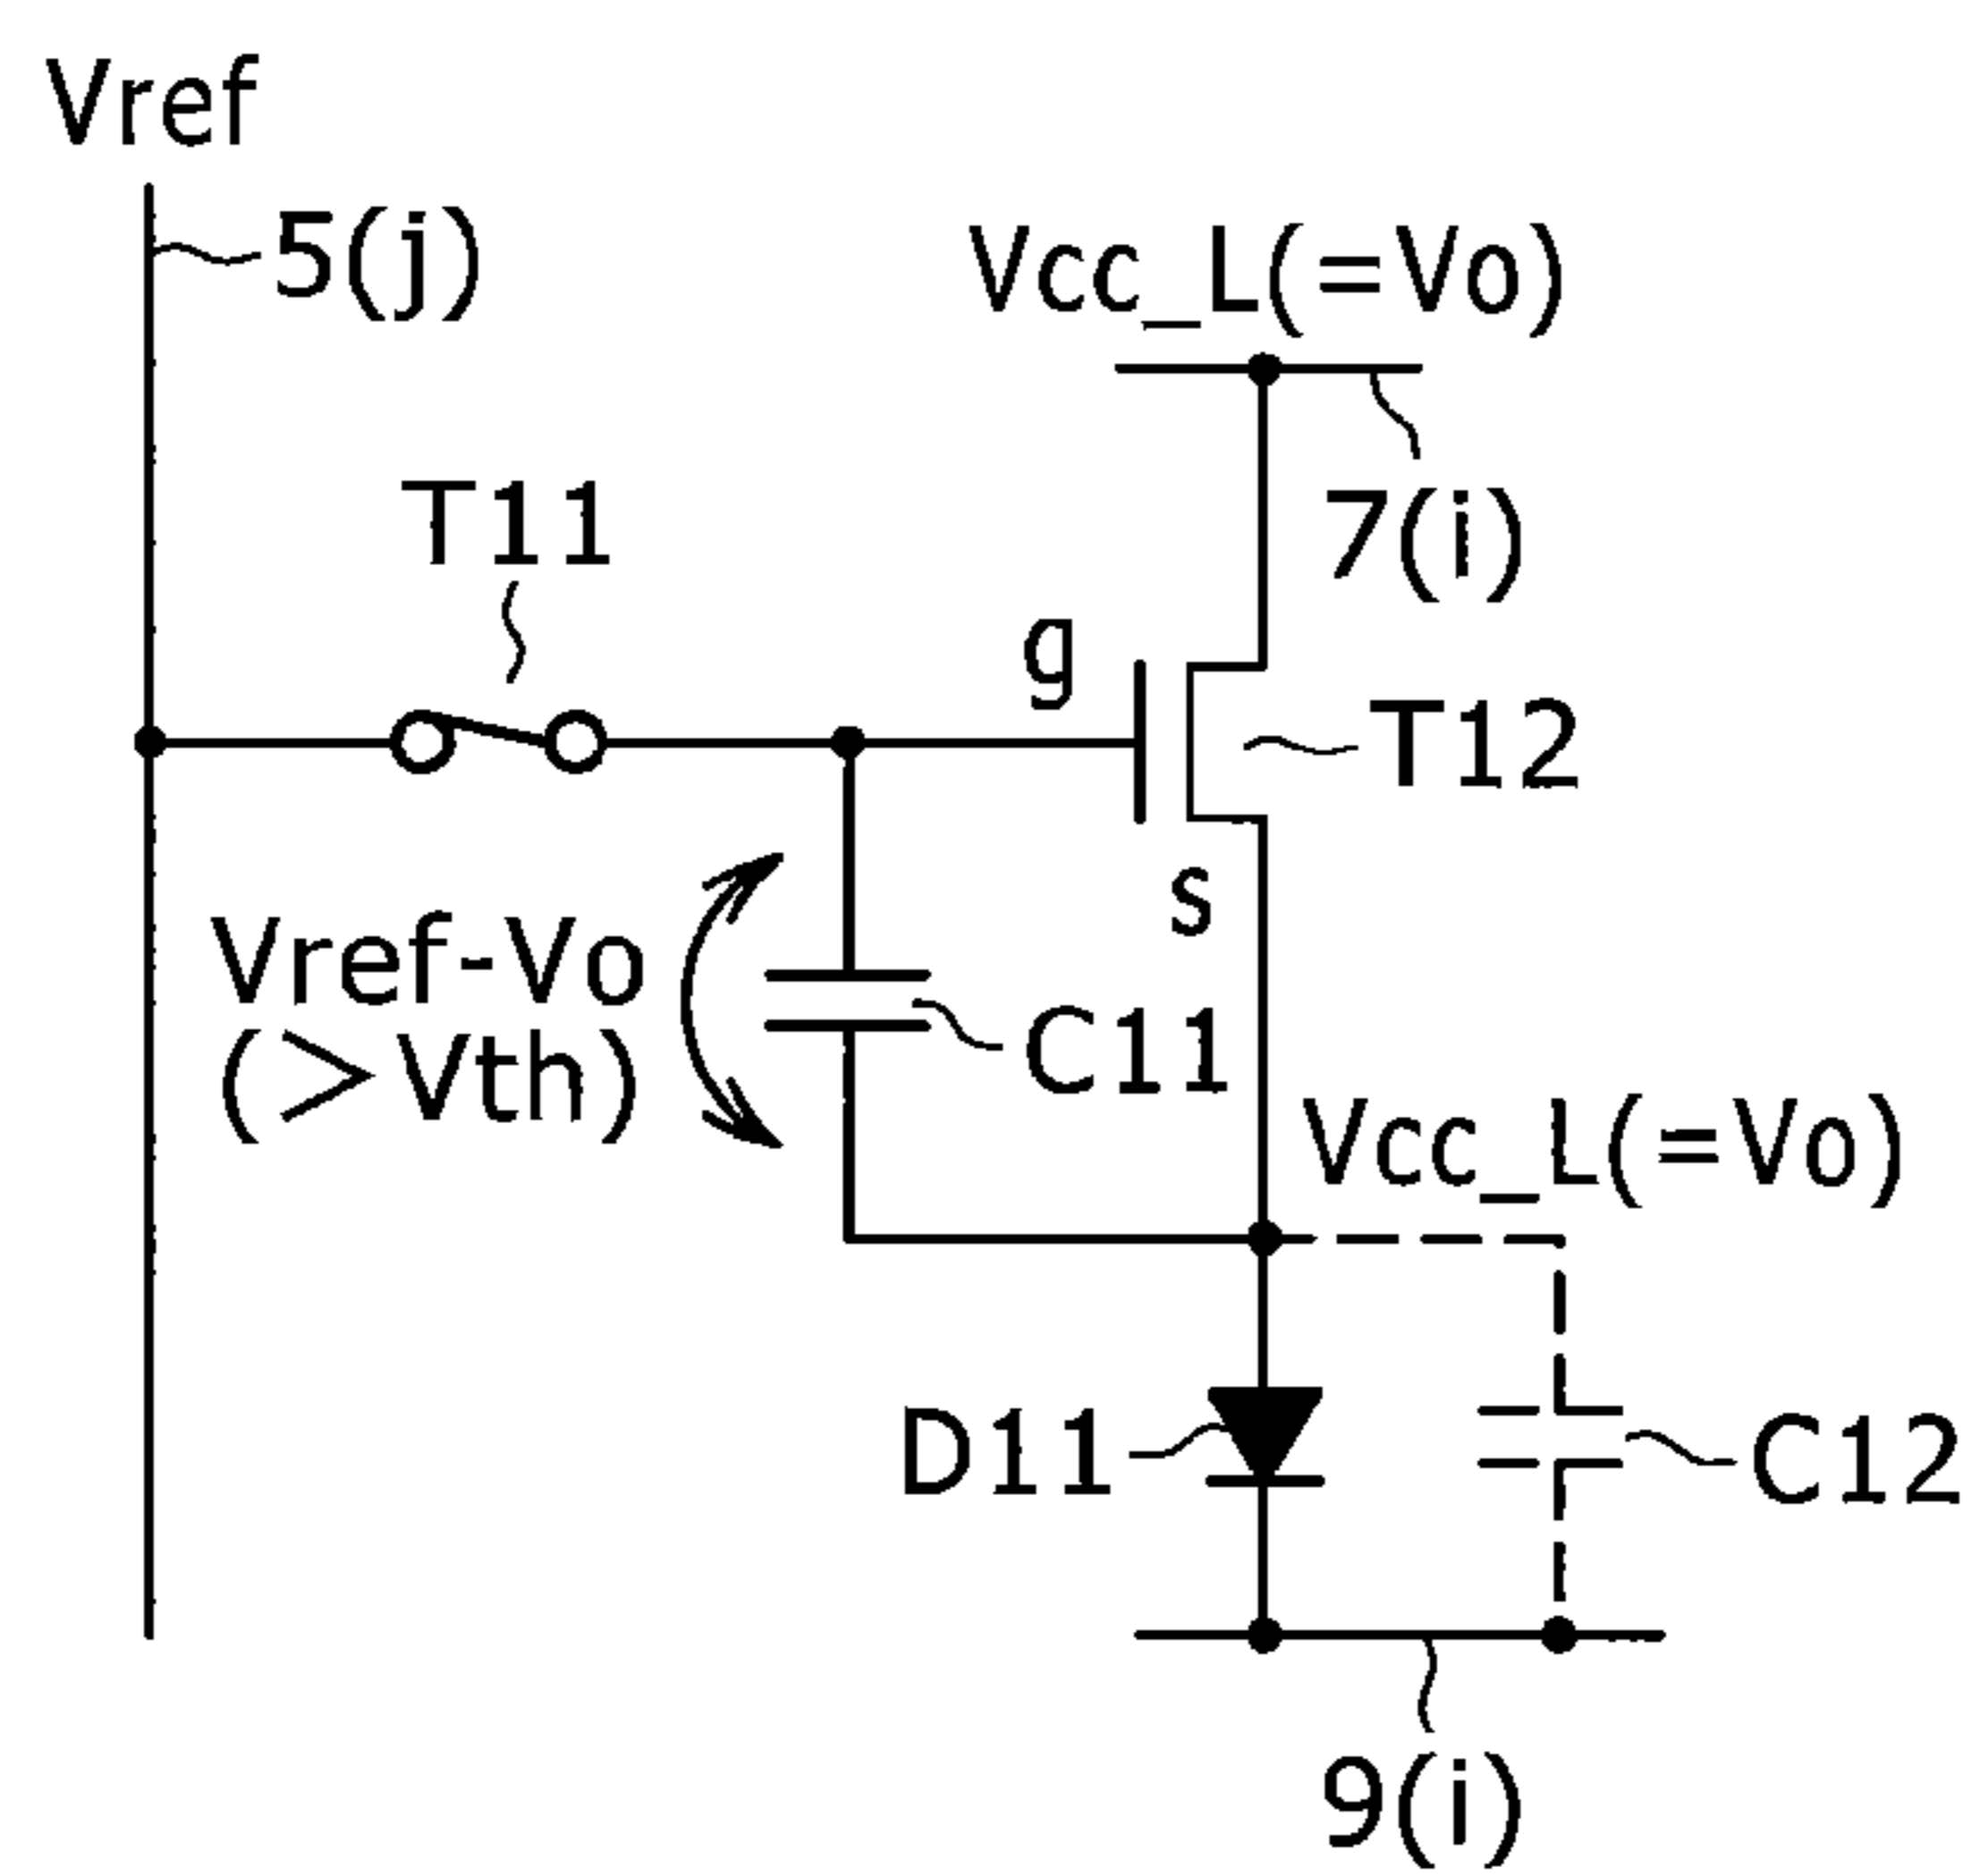 Vref
5(j)
Vcc_L(=Vo)
7(i)
T11
g
T12
s
Vref-Vo
(>Vth)
C11
Vcc_L(=Vo)
D11
C12
9(i)